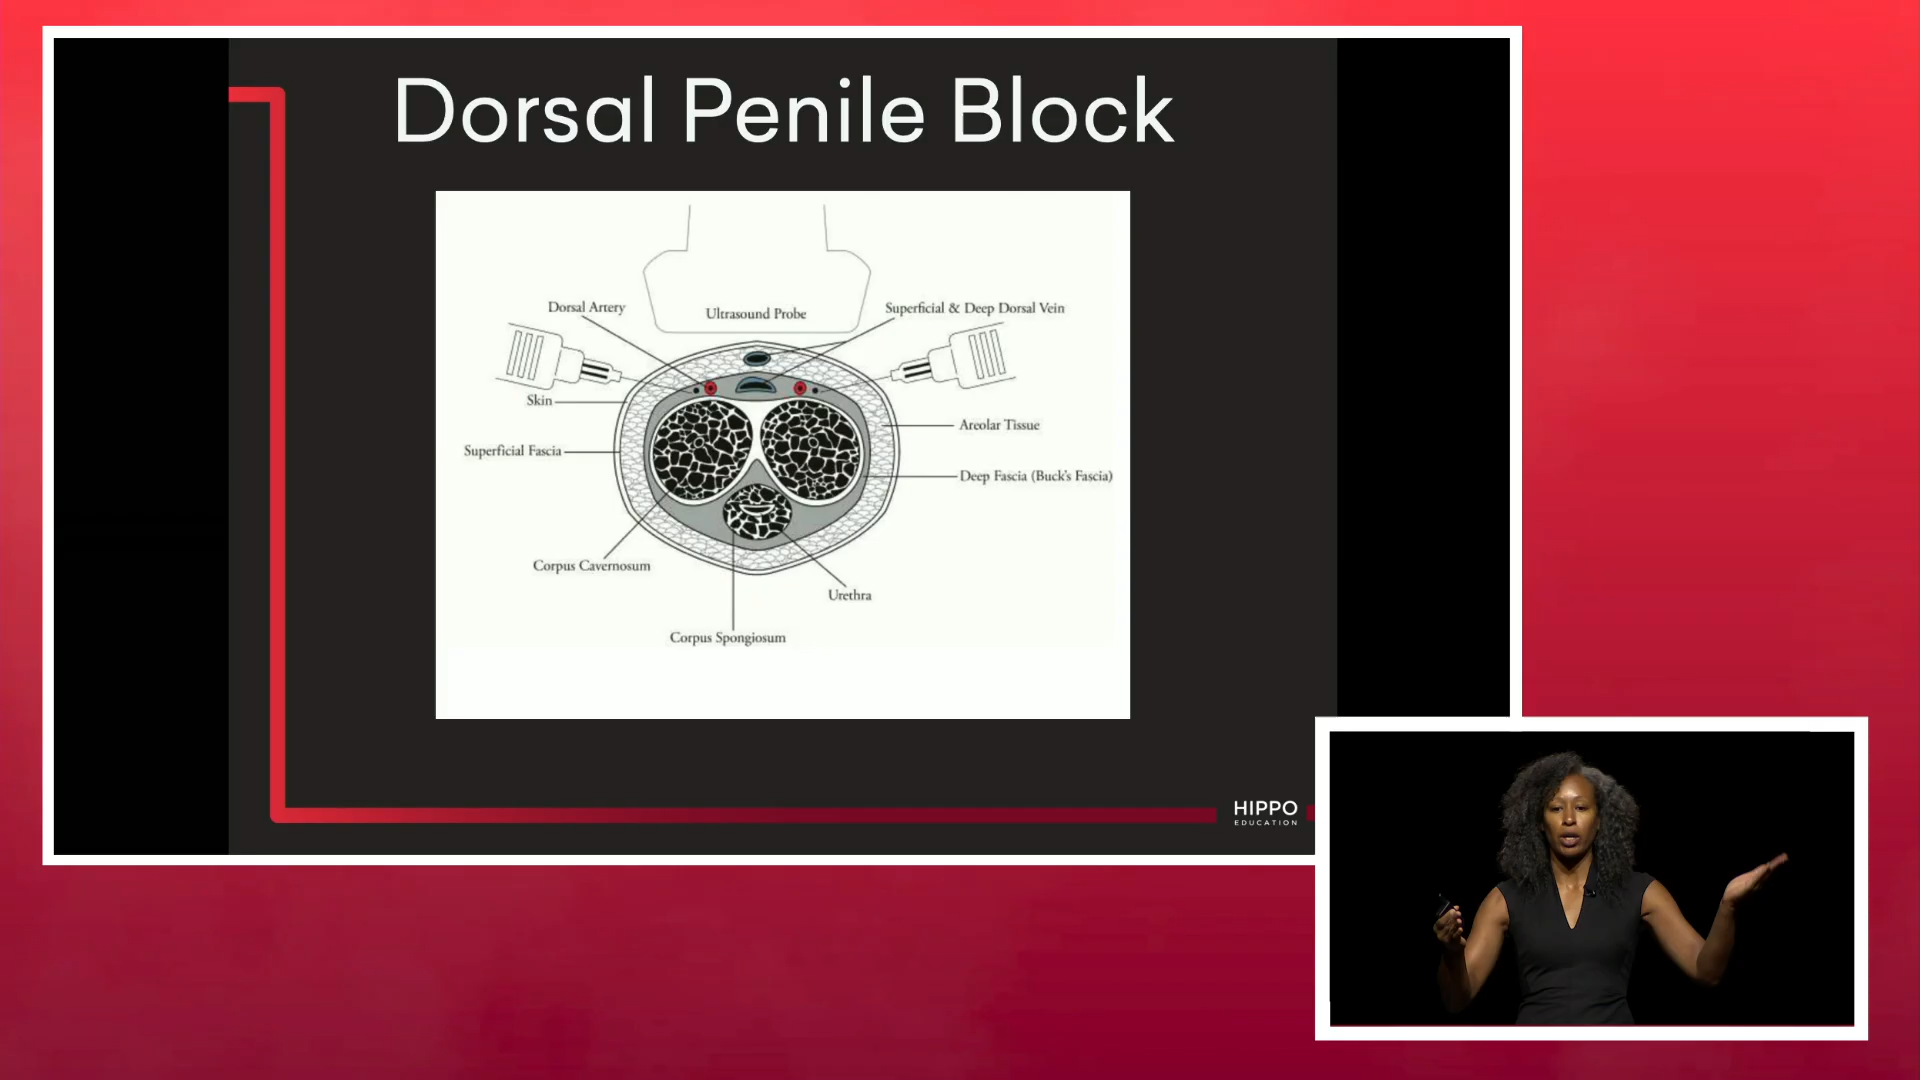 Dorsal Penile Block
Dorsal Artery
Ultrasound Probe
Superficial & Deep Dorsal Vein
Skin
Areolar Tissue
Superficial Fascia
Deep Fascia (Buck's Fascia)
Corpus Cavernosum
Urethra
Corpus Spongiosum
HIPPO
EDUCATION